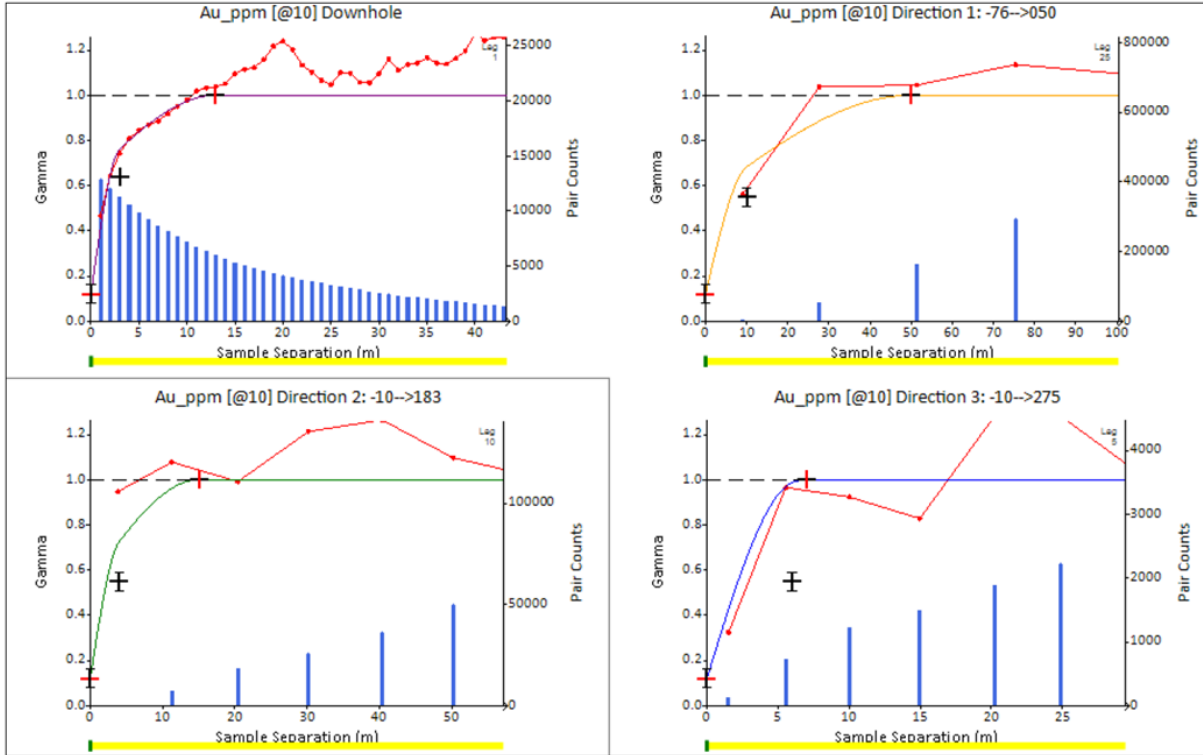 Au_ppm [@10] Downhole
Lag
1
1.2
1.0
0.8
0.6
0.4
0.2
0.0
Gamma
25000
20000
15000
10000
5000
0
Pair Counts
0 5 10 15 20 25 30 35 40
Sample Separation (m)
Au_ppm [@10] Direction 1: -76-->050
Lag
25
1.2
1.0
0.8
0.6
0.4
0.2
0.0
Gamma
800000
600000
400000
200000
0
Pair Counts
0 10 20 30 40 50 60 70 80 90 100
Sample Separation (m)
Au_ppm [@10] Direction 2: -10-->183
Lag
10
1.2
1.0
0.8
0.6
0.4
0.2
0.0
Gamma
100000
50000
0
Pair Counts
0 10 20 30 40 50
Sample Separation (m)
Au_ppm [@10] Direction 3: -10-->275
Lag
5
1.2
1.0
0.8
0.6
0.4
0.2
0.0
Gamma
4000
3000
2000
1000
0
Pair Counts
0 5 10 15 20 25
Sample Separation (m)